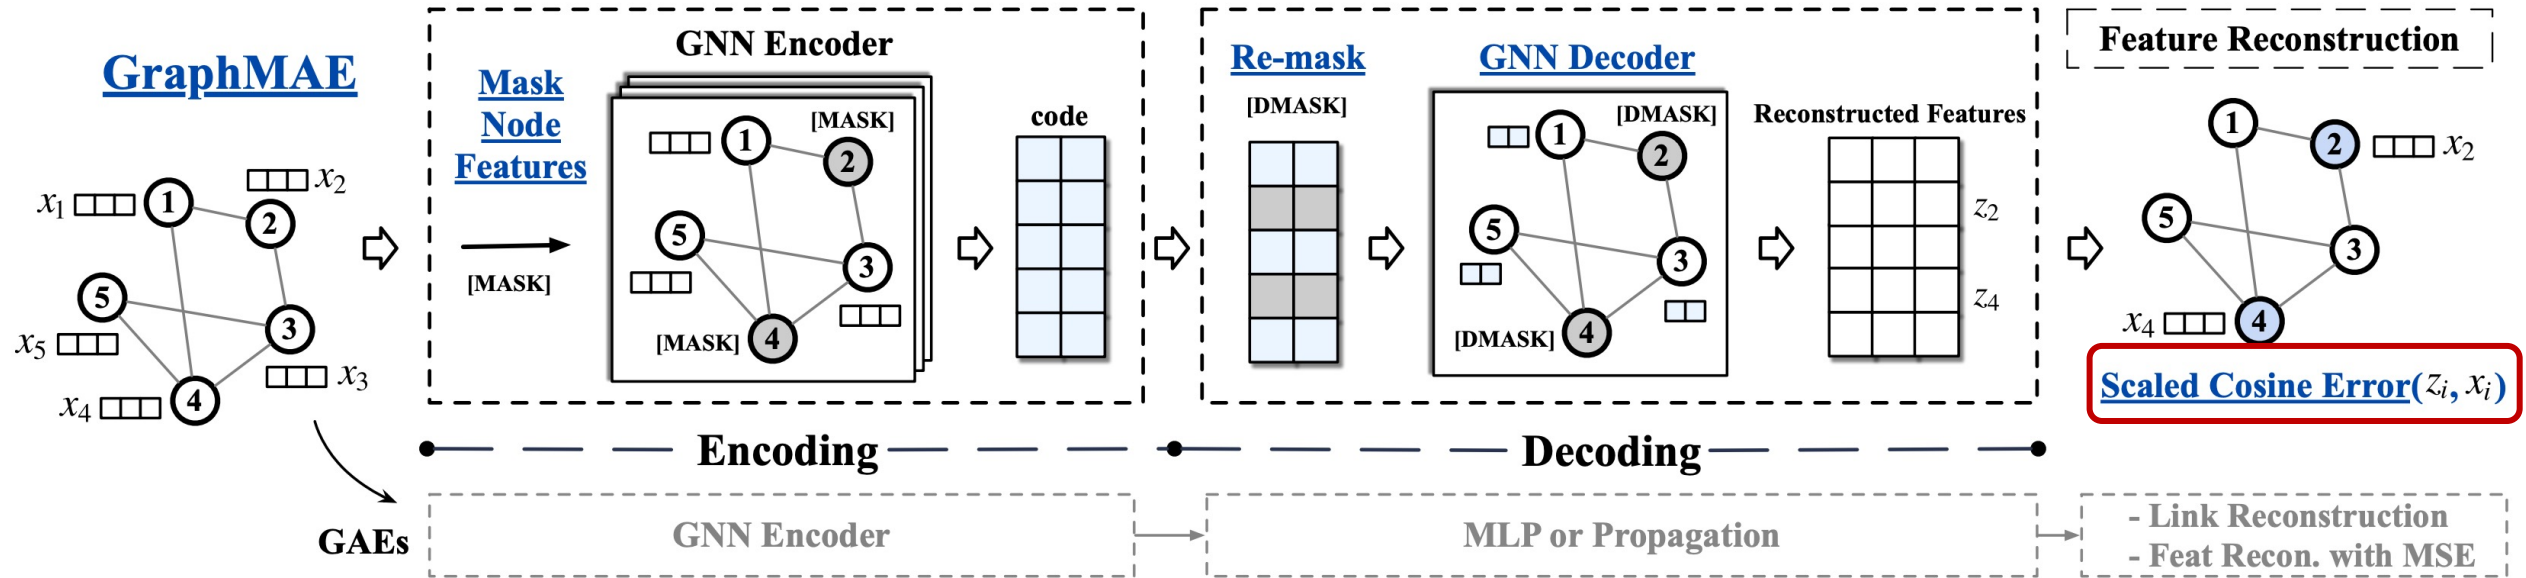 GraphMAE
x1
x2
1
2
5
3
x5
x3
x4
4
Mask
Node
Features
[MASK]
GNN Encoder
1
[MASK]
2
5
3
[MASK]
4
code
Re-mask
[DMASK]
GNN Decoder
1
[DMASK]
2
5
3
[DMASK]
4
Reconstructed Features
z2
z4
Feature Reconstruction
1
2
x2
5
3
x4
4
Scaled Cosine Error(zi, xi)
Encoding
Decoding
GAEs
GNN Encoder
MLP or Propagation
- Link Reconstruction
- Feat Recon. with MSE